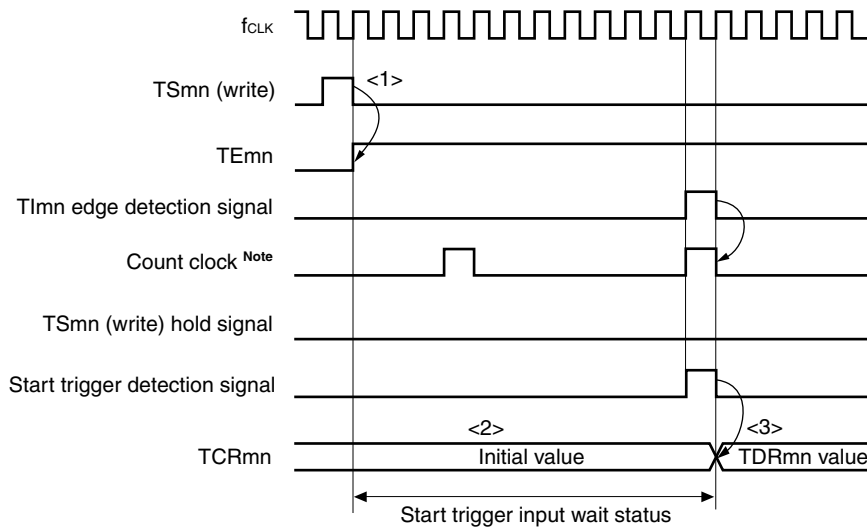 fCLK
TSmn (write)
<1>
TEmn
TImn edge detection signal
Count clock Note
TSmn (write) hold signal
Start trigger detection signal
<2>
<3>
TCRmn
Initial value
TDRmn value
Start trigger input wait status